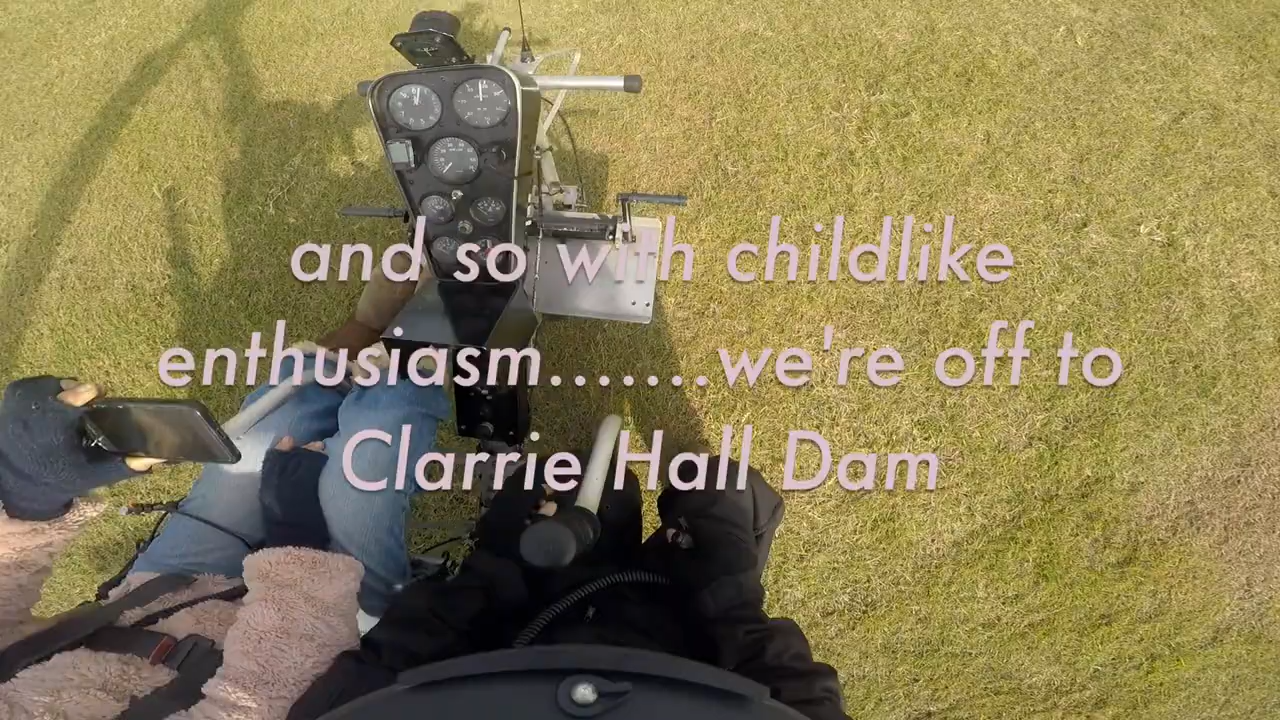 and so with childlike
enthusiasm.......we're off to
Clarrie Hall Dam